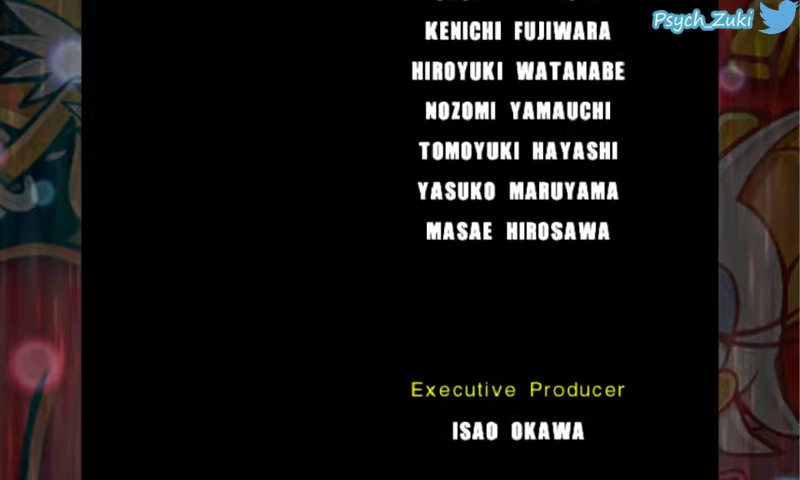 Psych_Zuki
KENICHI FUJIWARA
HIROYUKI WATANABE
NOZOMI YAMAUCHI
TOMOYUKI HAYASHI
YASUKO MARUYAMA
MASAE HIROSAWA
Executive Producer
ISAO OKAWA